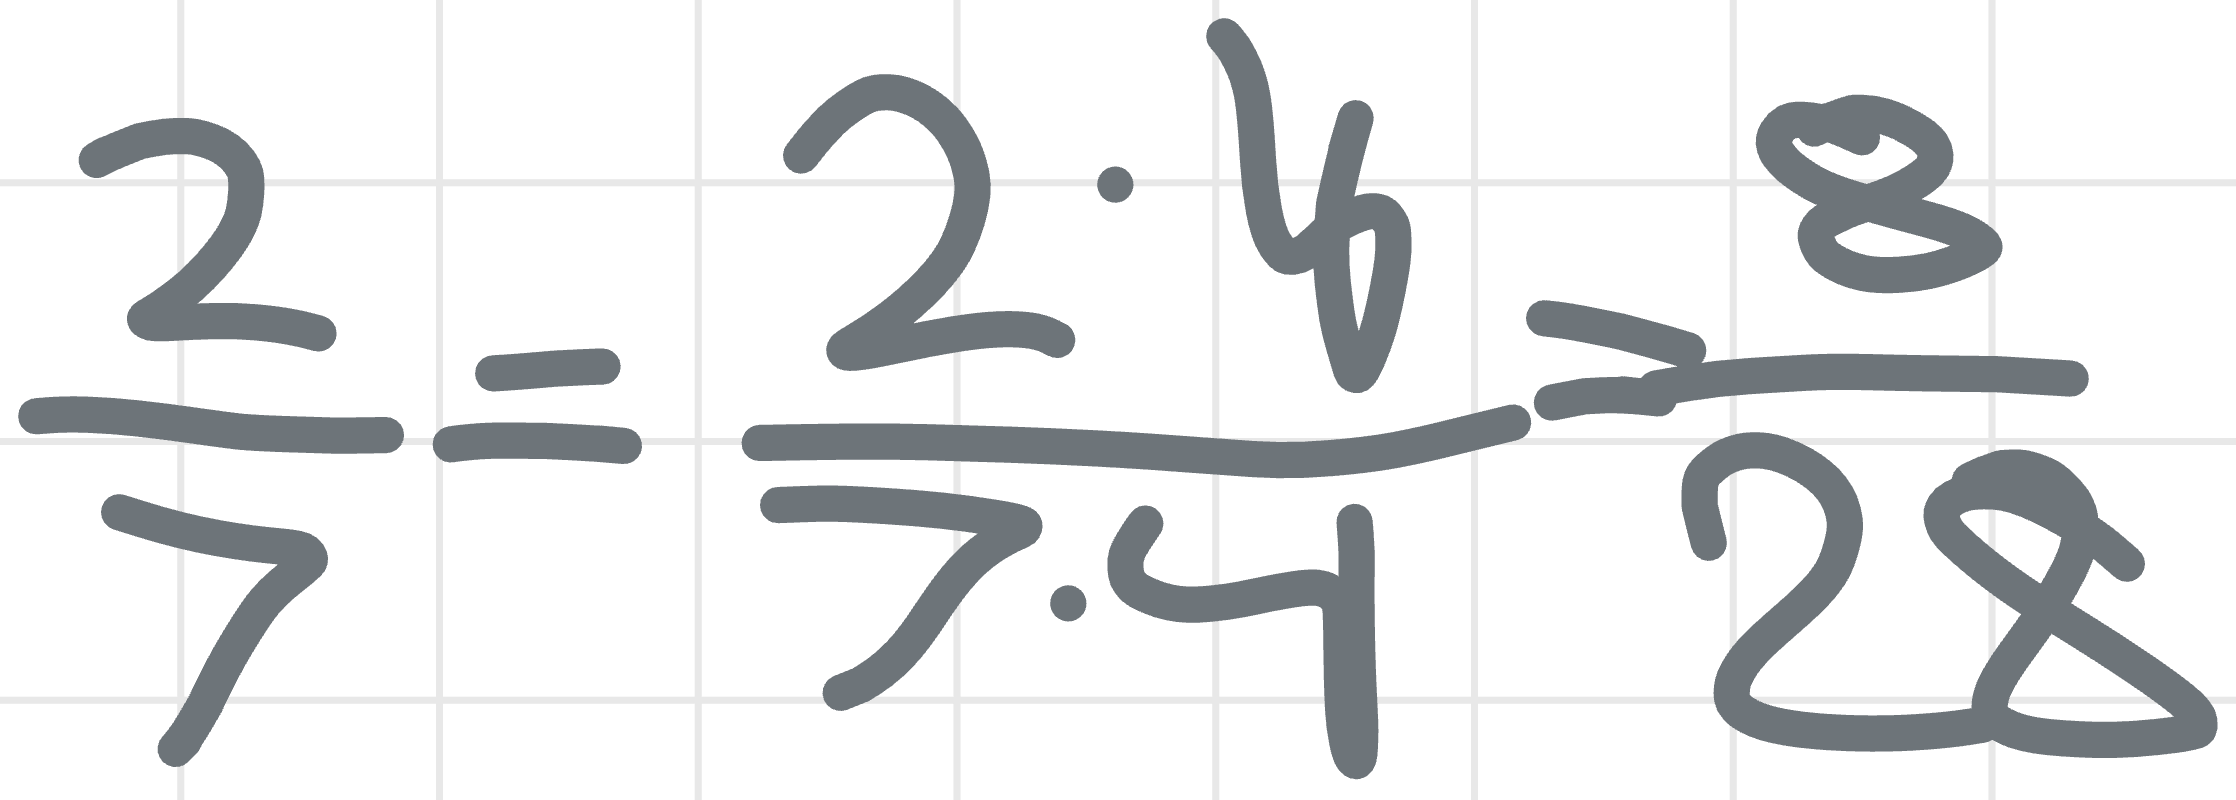 2/7 = 2·4/7·4 = 8/28